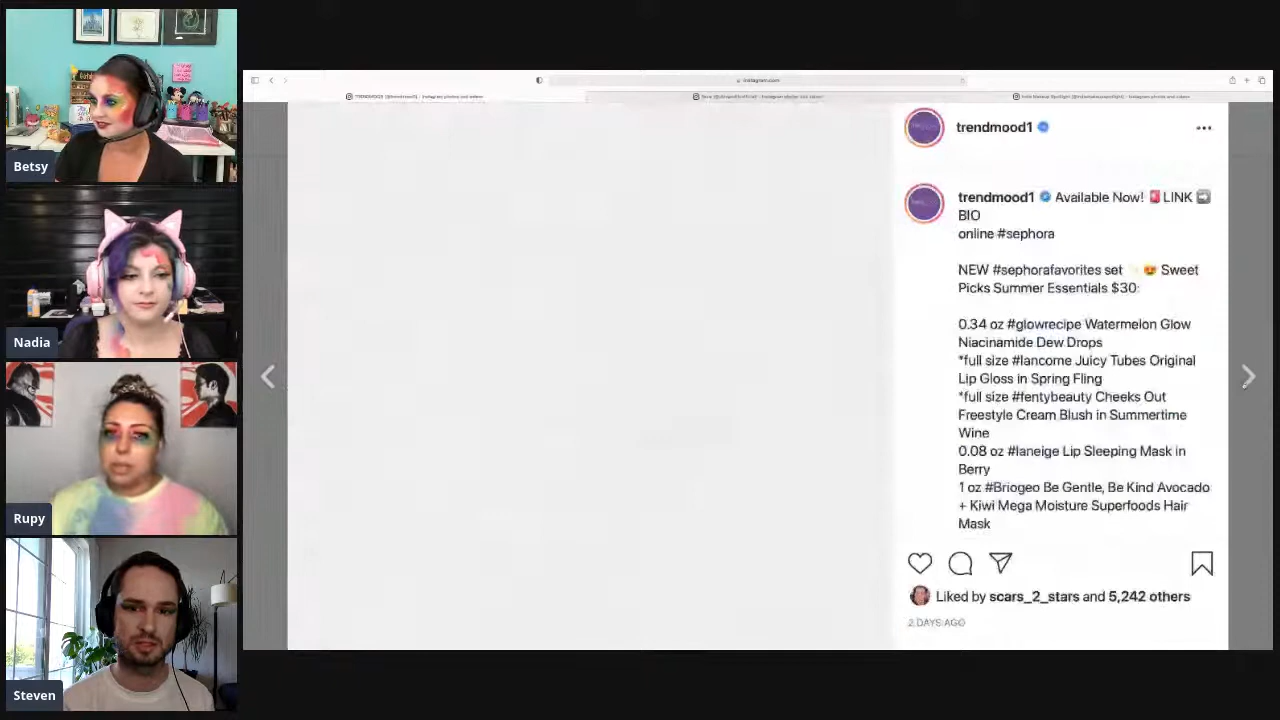 Betsy
Nadia
Rupy
Steven
instagram.com
trendmood1
trendmood1 Available Now! LINK
BIO
online #sephora
NEW #sephorafavorites set Sweet
Picks Summer Essentials $30:
0.34 oz #glowrecipe Watermelon Glow
Niacinamide Dew Drops
*full size #lancome Juicy Tubes Original
Lip Gloss in Spring Fling
*full size #fentybeauty Cheeks Out
Freestyle Cream Blush in Summertime
Wine
0.08 oz #laneige Lip Sleeping Mask in
Berry
1 oz #Briogeo Be Gentle, Be Kind Avocado
+ Kiwi Mega Moisture Superfoods Hair
Mask
Liked by scars_2_stars and 5,242 others
2 DAYS AGO